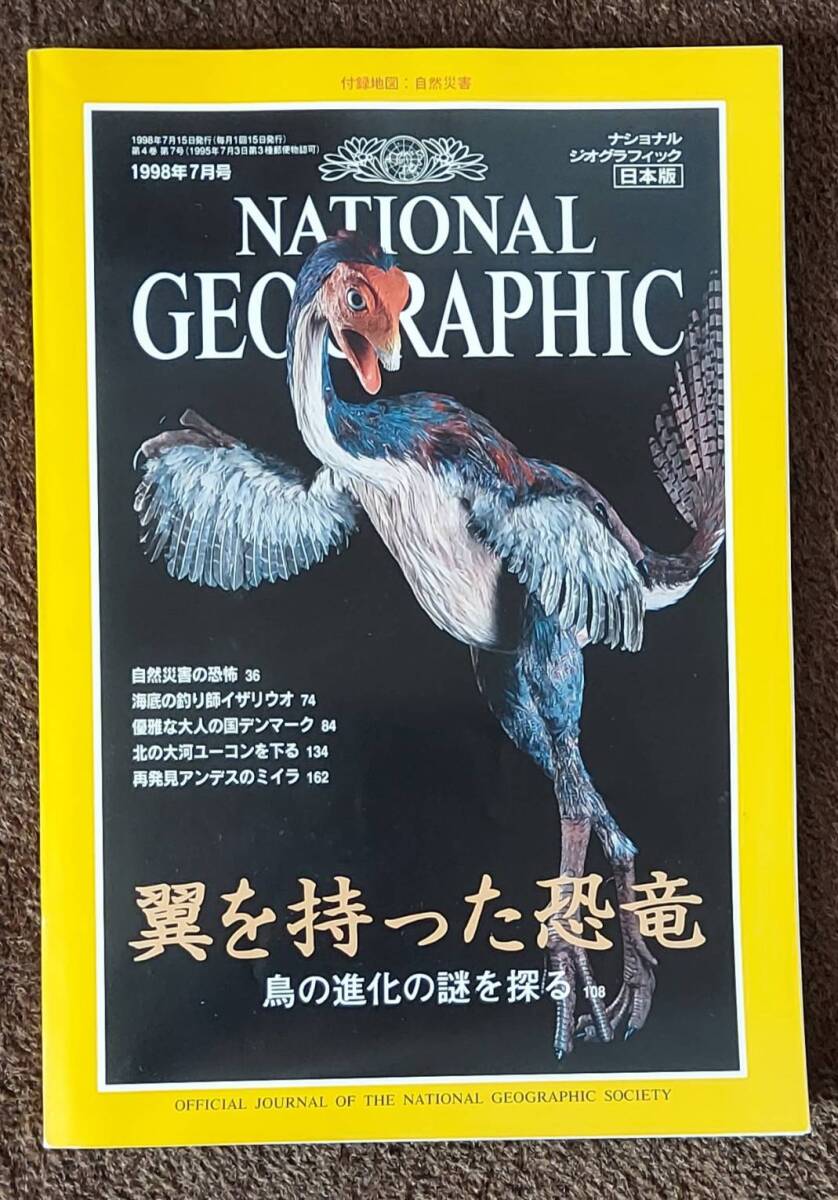 付録地図：自然災害
1998年7月15日発行（毎月1回15日発行）
第4巻 第7号（1995年7月3日第3種郵便物認可）
1998年7月号
ナショナル
ジオグラフィック
日本版
NATIONAL
GEOGRAPHIC
自然災害の恐怖 36
海底の釣り師イザリウオ 74
優雅な大人の国デンマーク 84
北の大河ユーコンを下る 134
再発見アンデスのミイラ 162
翼を持った恐竜
鳥の進化の謎を探る 108
OFFICIAL JOURNAL OF THE NATIONAL GEOGRAPHIC SOCIETY